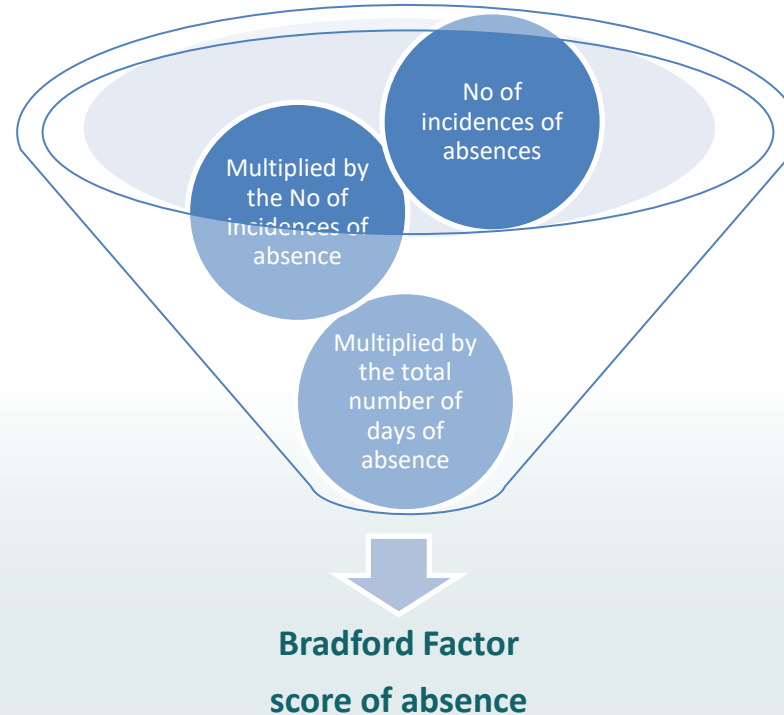 No of
incidences of
absences
Multiplied by
the No of
incidences of
absence
Multiplied by
the total
number of
days of
absence
Bradford Factor
score of absence